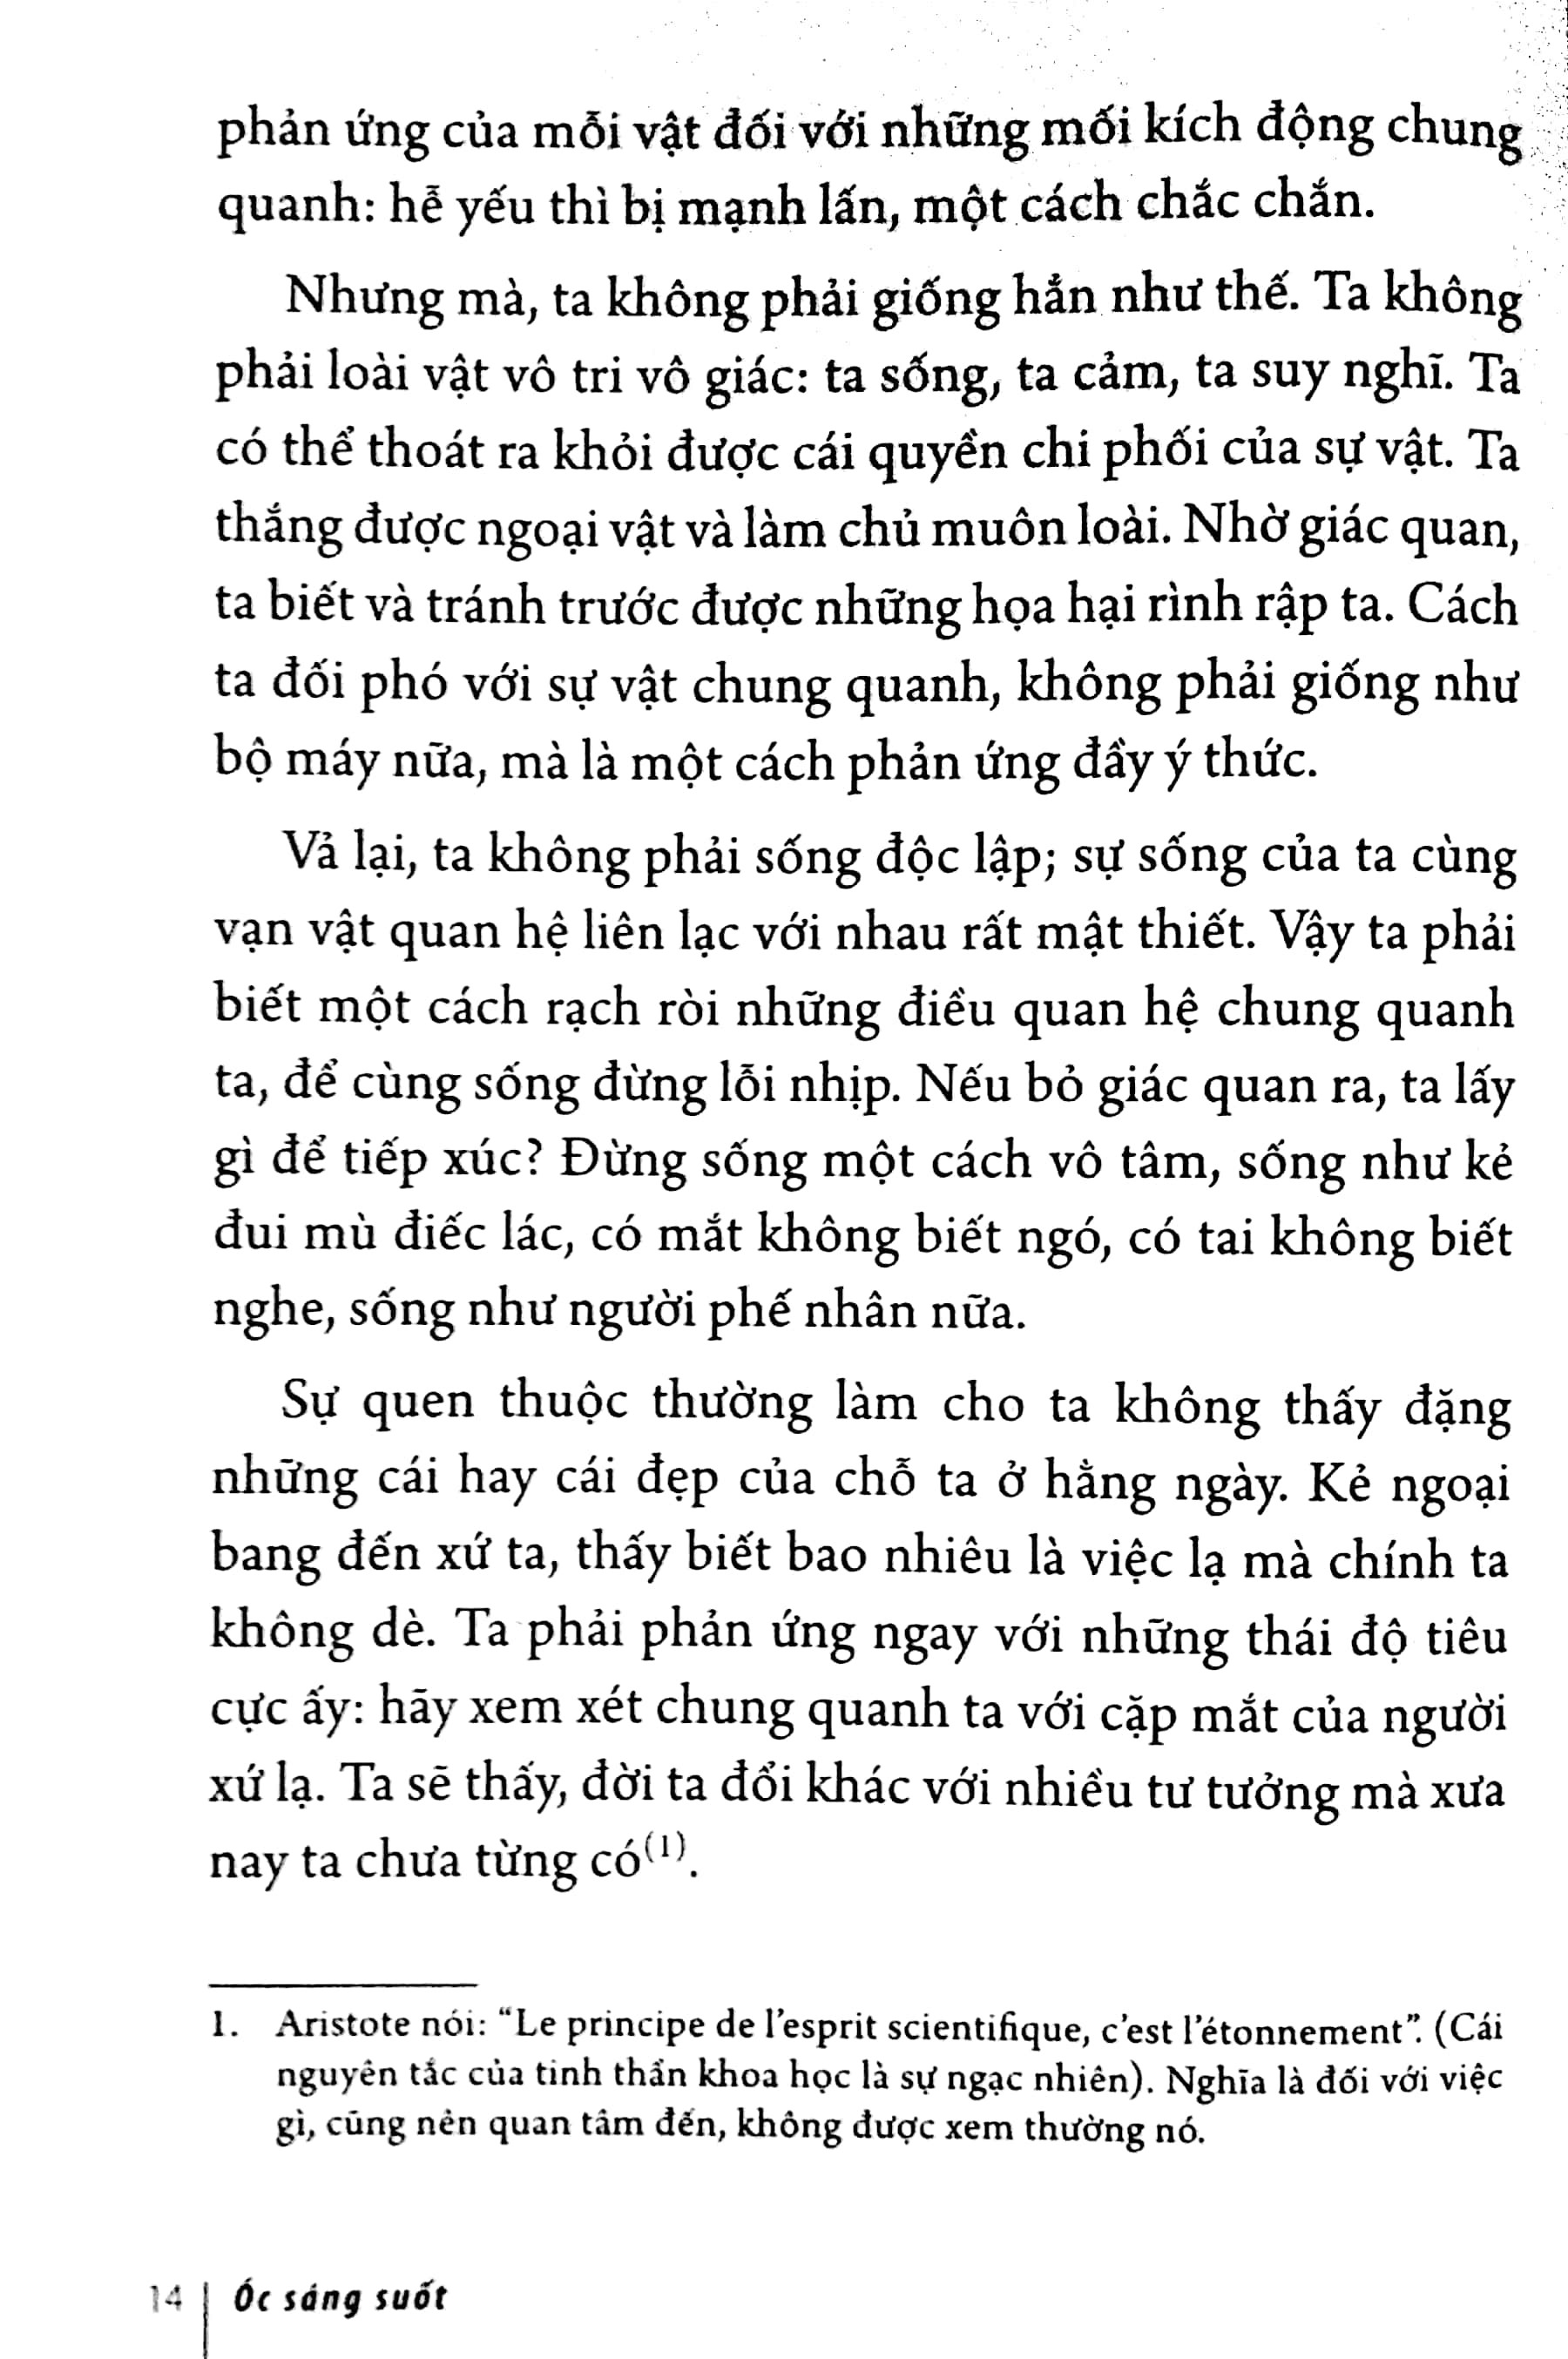 phản ứng của mỗi vật đối với những mối kích động chung
quanh: hễ yếu thì bị mạnh lấn, một cách chắc chắn.
Nhưng mà, ta không phải giống hẳn như thế. Ta không
phải loài vật vô tri vô giác: ta sống, ta cảm, ta suy nghĩ. Ta
có thể thoát ra khỏi được cái quyền chi phối của sự vật. Ta
thắng được ngoại vật và làm chủ muôn loài. Nhờ giác quan,
ta biết và tránh trước được những họa hại rình rập ta. Cách
ta đối phó với sự vật chung quanh, không phải giống như
bộ máy nữa, mà là một cách phản ứng đầy ý thức.
Vả lại, ta không phải sống độc lập; sự sống của ta cùng
vạn vật quan hệ liên lạc với nhau rất mật thiết. Vậy ta phải
biết một cách rạch ròi những điều quan hệ chung quanh
ta, để cùng sống đừng lỗi nhịp. Nếu bỏ giác quan ra, ta lấy
gì để tiếp xúc? Đừng sống một cách vô tâm, sống như kẻ
đui mù điếc lác, có mắt không biết ngó, có tai không biết
nghe, sống như người phế nhân nữa.
Sự quen thuộc thường làm cho ta không thấy đặng
những cái hay cái đẹp của chỗ ta ở hằng ngày. Kẻ ngoại
bang đến xứ ta, thấy biết bao nhiêu là việc lạ mà chính ta
không dè. Ta phải phản ứng ngay với những thái độ tiêu
cực ấy: hãy xem xét chung quanh ta với cặp mắt của người
xứ lạ. Ta sẽ thấy, đời ta đổi khác với nhiều tư tưởng mà xưa
nay ta chưa từng có(1).
1. Aristote nói: “Le principe de l’esprit scientifique, c’est l’étonnement”. (Cái
nguyên tắc của tinh thần khoa học là sự ngạc nhiên). Nghĩa là đối với việc
gì, cũng nên quan tâm đến, không được xem thường nó.
14 Óc sáng suốt